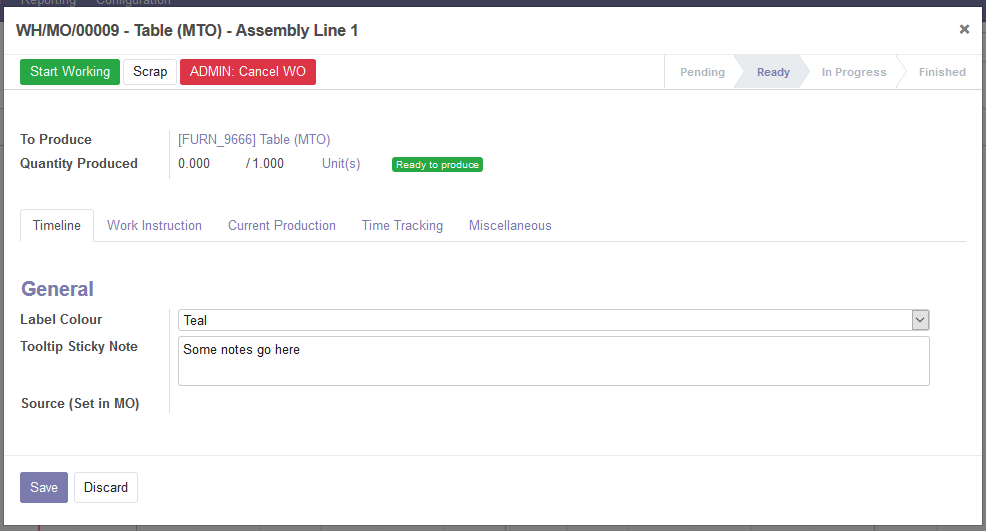 Reporting Configuration
WH/MO/00009 - Table (MTO) - Assembly Line 1 ×
Start Working Scrap ADMIN: Cancel WO Pending Ready In Progress Finished
To Produce [FURN_9666] Table (MTO)
Quantity Produced 0.000 / 1.000 Unit(s) Ready to produce
Timeline Work Instruction Current Production Time Tracking Miscellaneous
General
Label Colour Teal
Tooltip Sticky Note Some notes go here
Source (Set in MO)
Save Discard